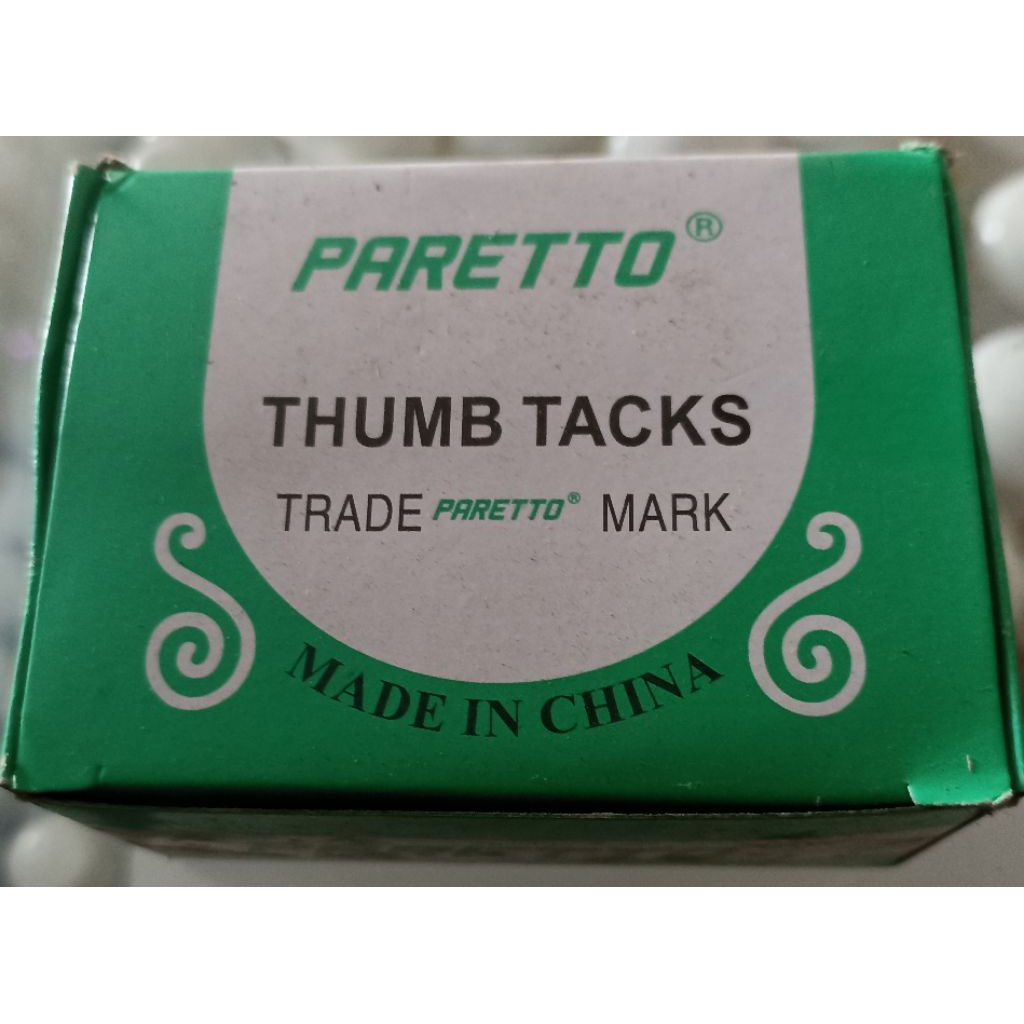 PARETTO®
THUMB TACKS
TRADE PARETTO® MARK
MADE IN CHINA